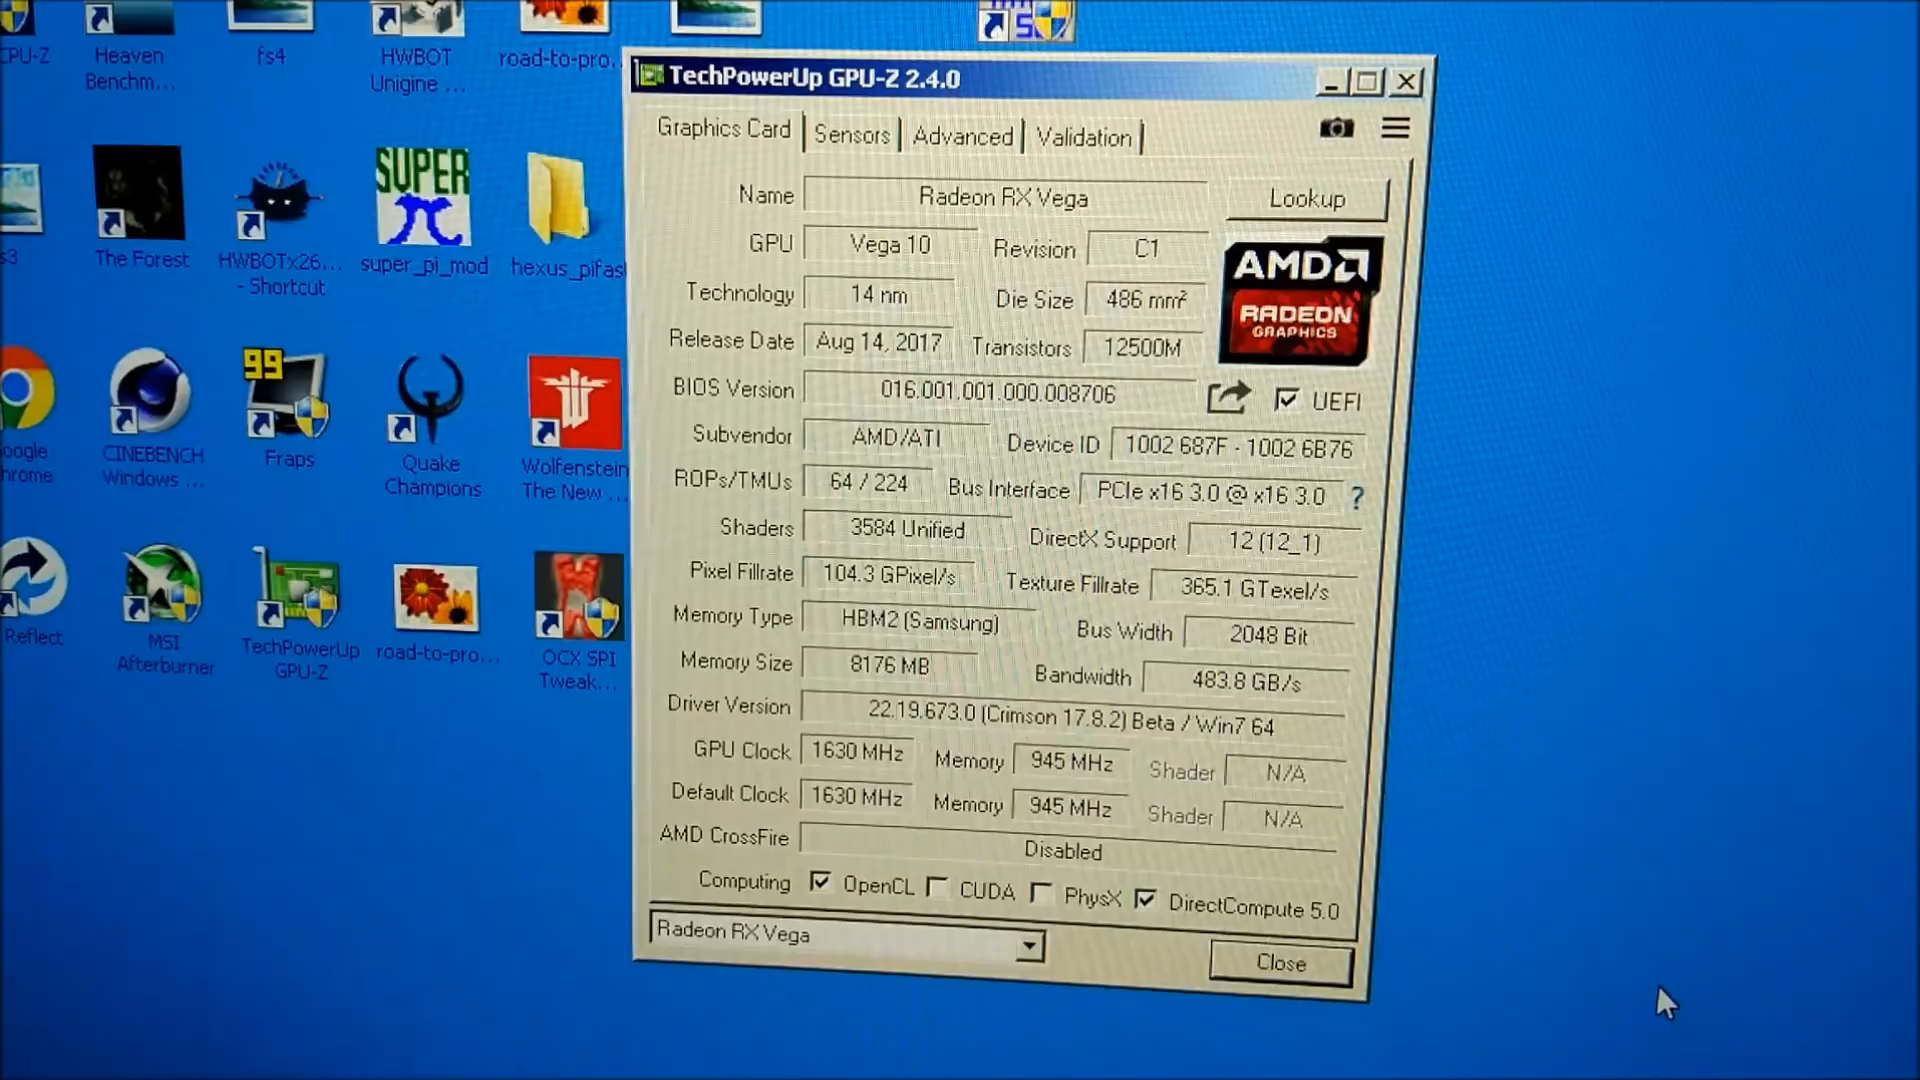 CPU-Z
Heaven
Benchm...
fs4
HWBOT
Unigine ...
road-to-pro...
s3
The Forest
HWBOTx26...
- Shortcut
SUPER
π
super_pi_mod
hexus_pifas
Google
Chrome
CINEBENCH
Windows ...
99
Fraps
Quake
Champions
Wolfenstein
The New ...
Reflect
MSI
Afterburner
TechPowerUp
GPU-Z
road-to-pro...
OCX SPI
Tweak...
TechPowerUp GPU-Z 2.4.0
Graphics Card Sensors Advanced Validation
Name Radeon RX Vega Lookup
GPU Vega 10 Revision C1
AMD
RADEON
GRAPHICS
Technology 14 nm Die Size 486 mm²
Release Date Aug 14, 2017 Transistors 12500M
BIOS Version 016.001.001.000.008706 UEFI
Subvendor AMD/ATI Device ID 1002 687F - 1002 6B76
ROPs/TMUs 64 / 224 Bus Interface PCIe x16 3.0 @ x16 3.0 ?
Shaders 3584 Unified DirectX Support 12 (12_1)
Pixel Fillrate 104.3 GPixel/s Texture Fillrate 365.1 GTexel/s
Memory Type HBM2 (Samsung) Bus Width 2048 Bit
Memory Size 8176 MB Bandwidth 483.8 GB/s
Driver Version 22.19.673.0 (Crimson 17.8.2) Beta / Win7 64
GPU Clock 1630 MHz Memory 945 MHz Shader N/A
Default Clock 1630 MHz Memory 945 MHz Shader N/A
AMD CrossFire Disabled
Computing OpenCL CUDA PhysX DirectCompute 5.0
Radeon RX Vega Close